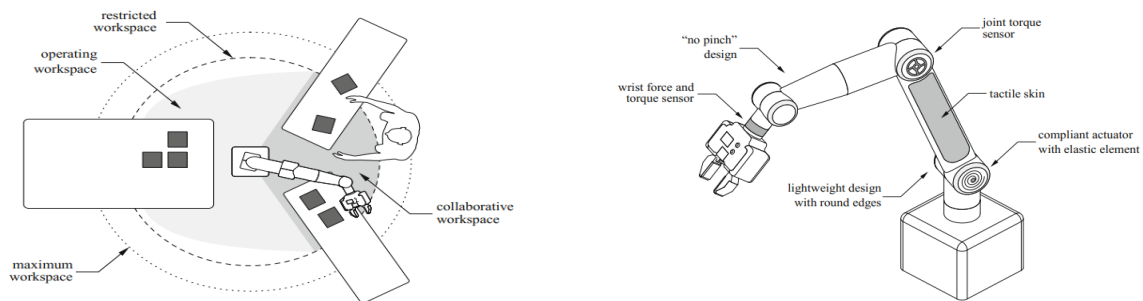 restricted
workspace
operating
workspace
collaborative
workspace
maximum
workspace
“no pinch”
design
joint torque
sensor
wrist force and
torque sensor
tactile skin
compliant actuator
with elastic element
lightweight design
with round edges